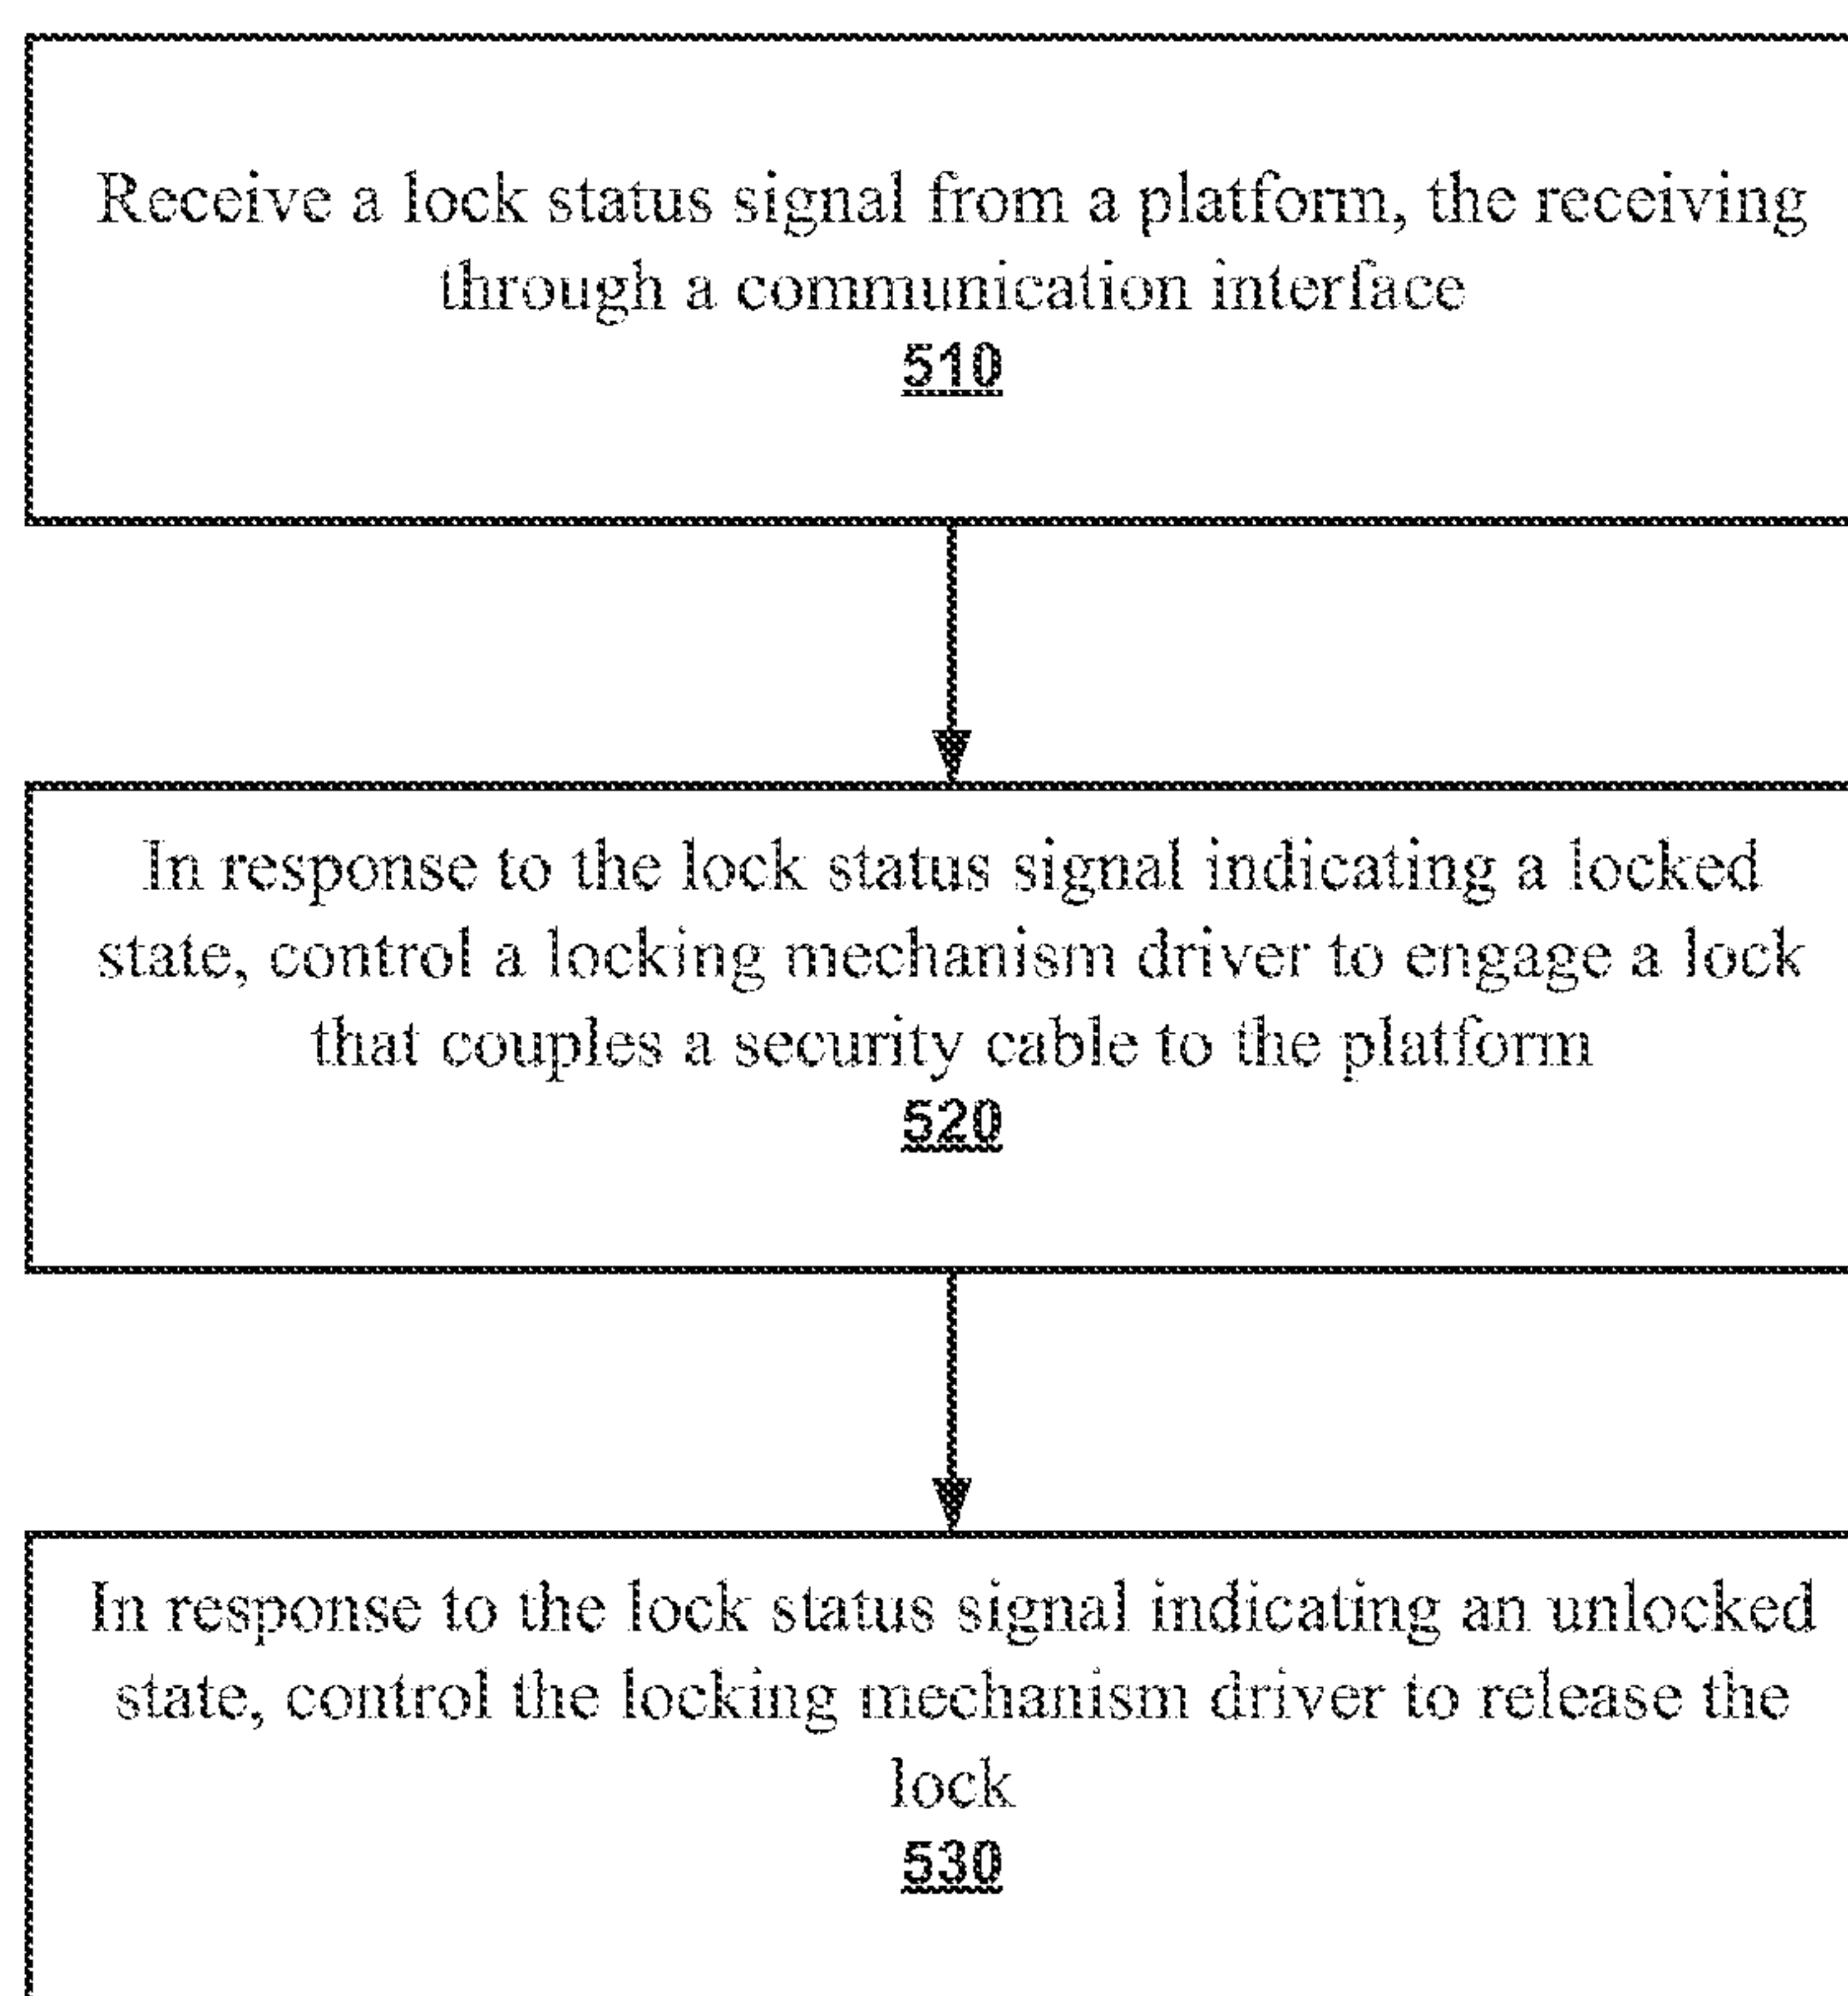 Receive a lock status signal from a platform, the receiving
through a communication interface
510
In response to the lock status signal indicating a locked
state, control a locking mechanism driver to engage a lock
that couples a security cable to the platform
520
In response to the lock status signal indicating an unlocked
state, control the locking mechanism driver to release the
lock
530